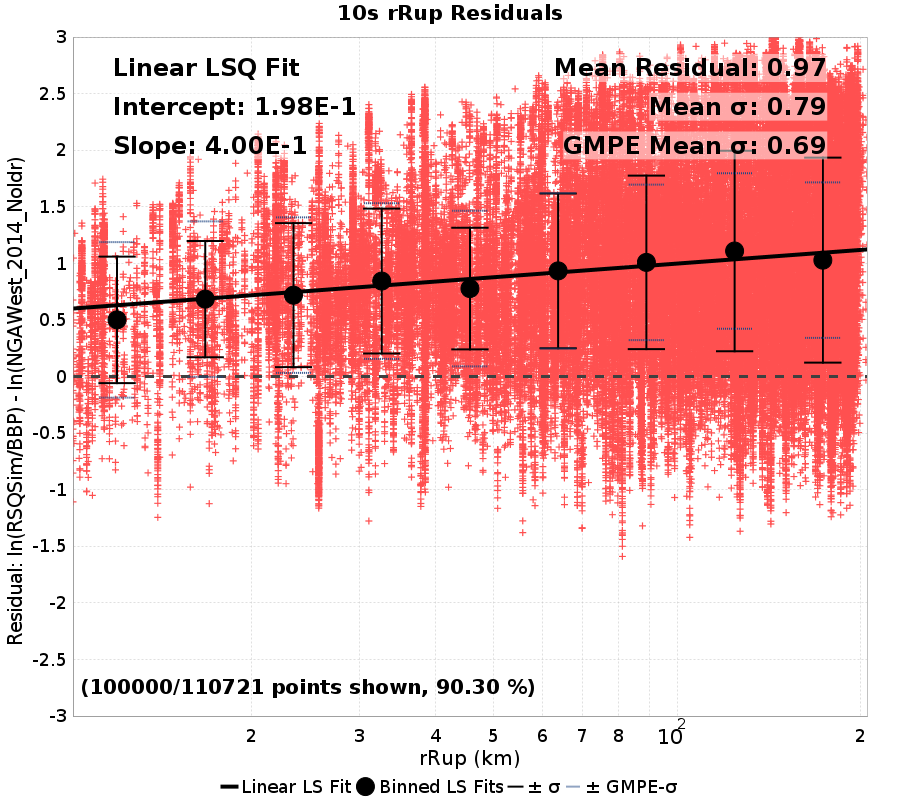 10s rRup Residuals
Linear LSQ Fit
Intercept: 1.98E-1
Slope: 4.00E-1
Mean Residual: 0.97
Mean σ: 0.79
GMPE Mean σ: 0.69
Residual: ln(RSQSim/BBP) - ln(NGAWest_2014_NoIdr)
3
2.5
2
1.5
1
0.5
0
-0.5
-1
-1.5
-2
-2.5
-3
(100000/110721 points shown, 90.30 %)
2 3 4 5 6 7 8 10^2 2
rRup (km)
Linear LS Fit Binned LS Fits ± σ ± GMPE-σ